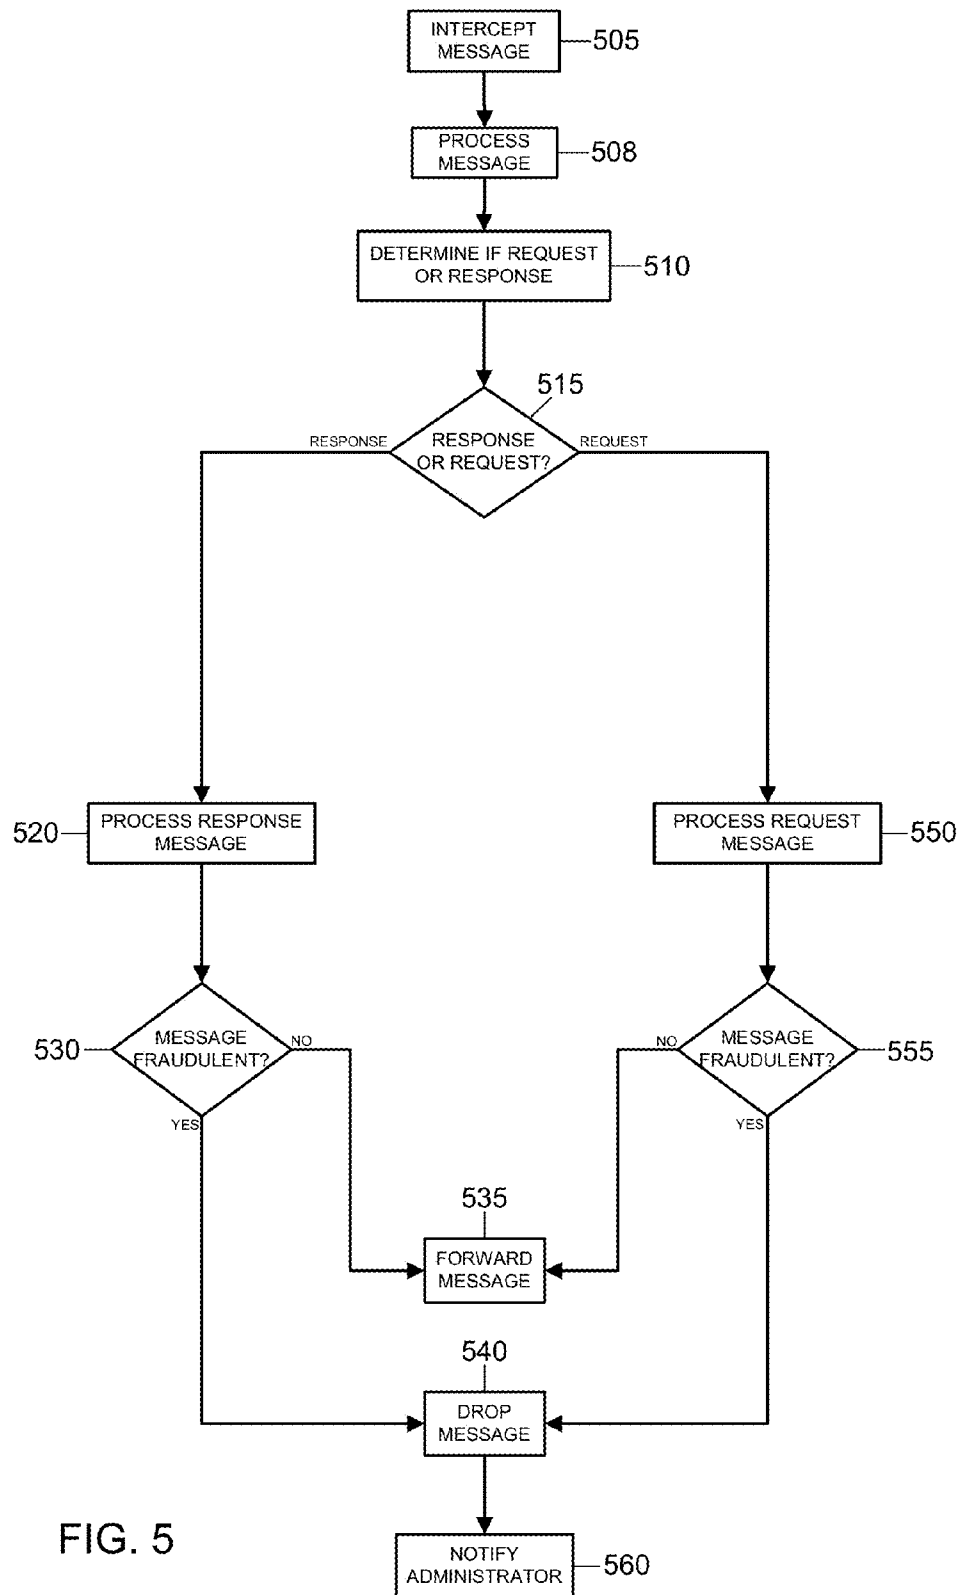 INTERCEPT
MESSAGE
505
PROCESS
MESSAGE
508
DETERMINE IF REQUEST
OR RESPONSE
510
515
RESPONSE
RESPONSE
OR REQUEST?
REQUEST
520
PROCESS RESPONSE
MESSAGE
PROCESS REQUEST
MESSAGE
550
530
MESSAGE
FRAUDULENT?
NO
YES
NO
MESSAGE
FRAUDULENT?
555
YES
535
FORWARD
MESSAGE
540
DROP
MESSAGE
FIG. 5
NOTIFY
ADMINISTRATOR
560